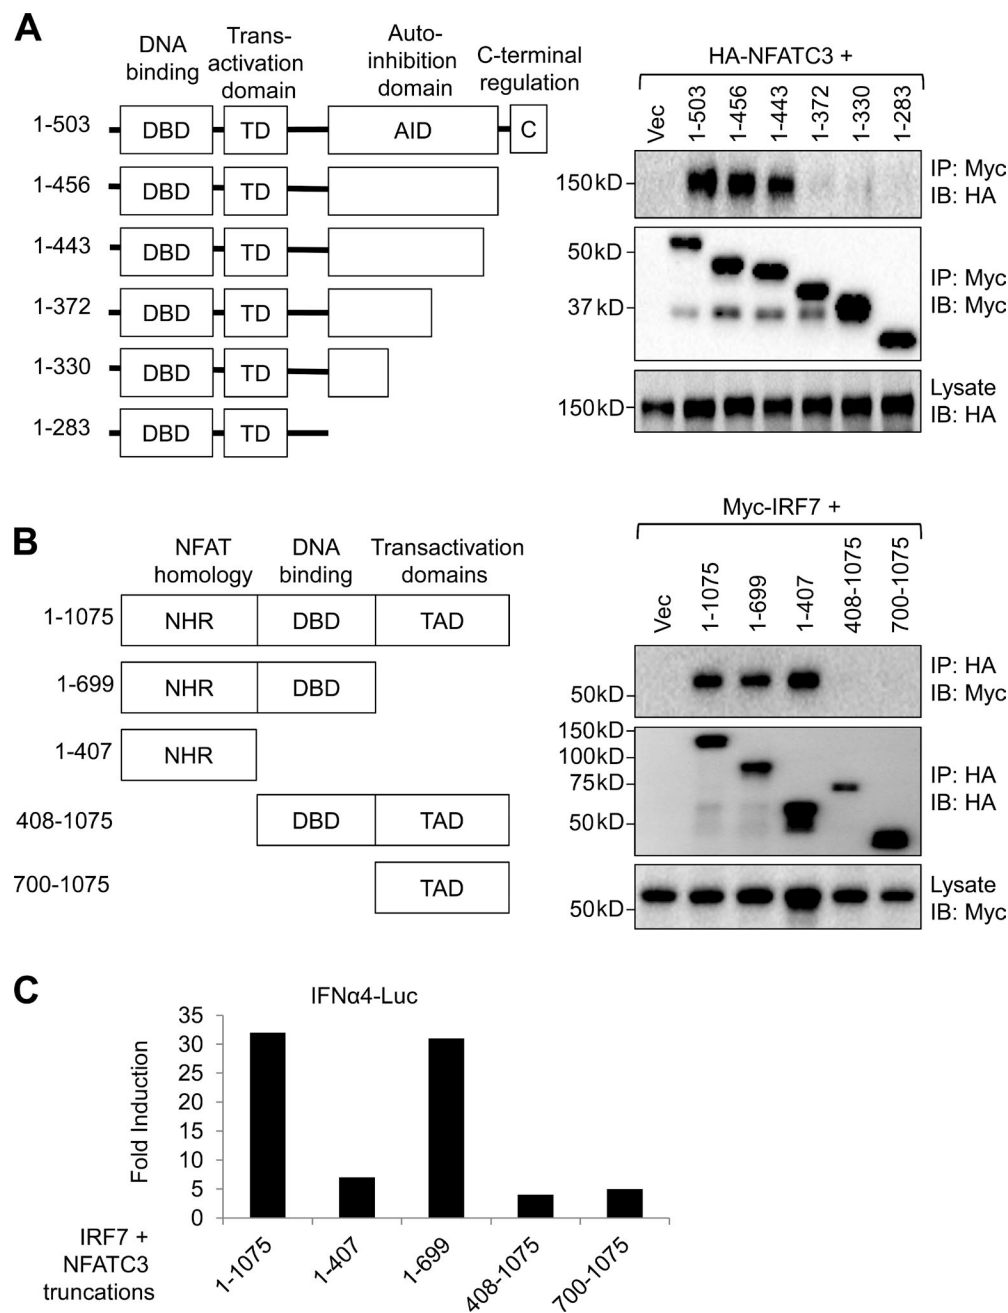 A
DNA
binding
Trans-
activation
domain
Auto-
inhibition
domain
C-terminal
regulation
1-503
DBD
TD
AID
C
1-456
DBD
TD
1-443
DBD
TD
1-372
DBD
TD
1-330
DBD
TD
1-283
DBD
TD
HA-NFATC3 +
Vec
1-503
1-456
1-443
1-372
1-330
1-283
150kD
IP: Myc
IB: HA
50kD
37kD
IP: Myc
IB: Myc
150kD
Lysate
IB: HA
B
NFAT
homology
DNA
binding
Transactivation
domains
1-1075
NHR
DBD
TAD
1-699
NHR
DBD
1-407
NHR
408-1075
DBD
TAD
700-1075
TAD
Myc-IRF7 +
Vec
1-1075
1-699
1-407
408-1075
700-1075
50kD
IP: HA
IB: Myc
150kD
100kD
75kD
50kD
IP: HA
IB: HA
50kD
Lysate
IB: Myc
C
IFNα4-Luc
Fold Induction
35
30
25
20
15
10
5
0
IRF7 +
NFATC3
truncations
1-1075
1-407
1-699
408-1075
700-1075